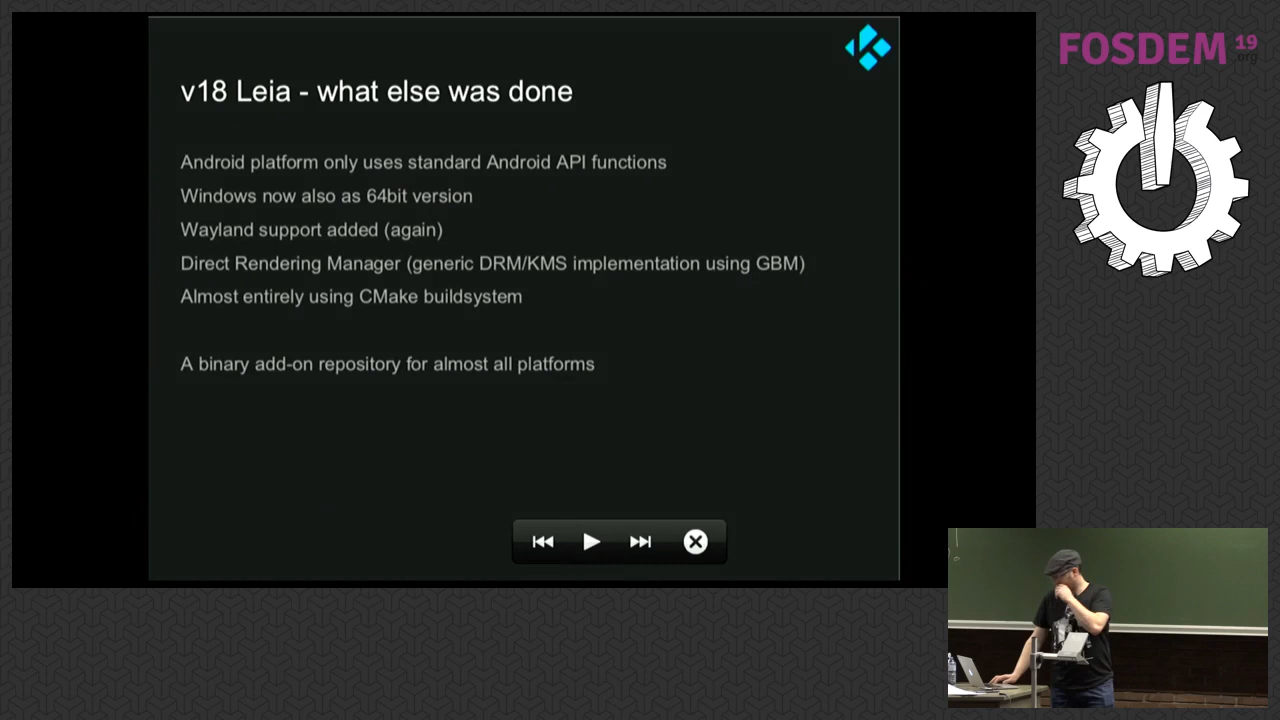 v18 Leia - what else was done
Android platform only uses standard Android API functions
Windows now also as 64bit version
Wayland support added (again)
Direct Rendering Manager (generic DRM/KMS implementation using GBM)
Almost entirely using CMake buildsystem
A binary add-on repository for almost all platforms
FOSDEM 19
.org